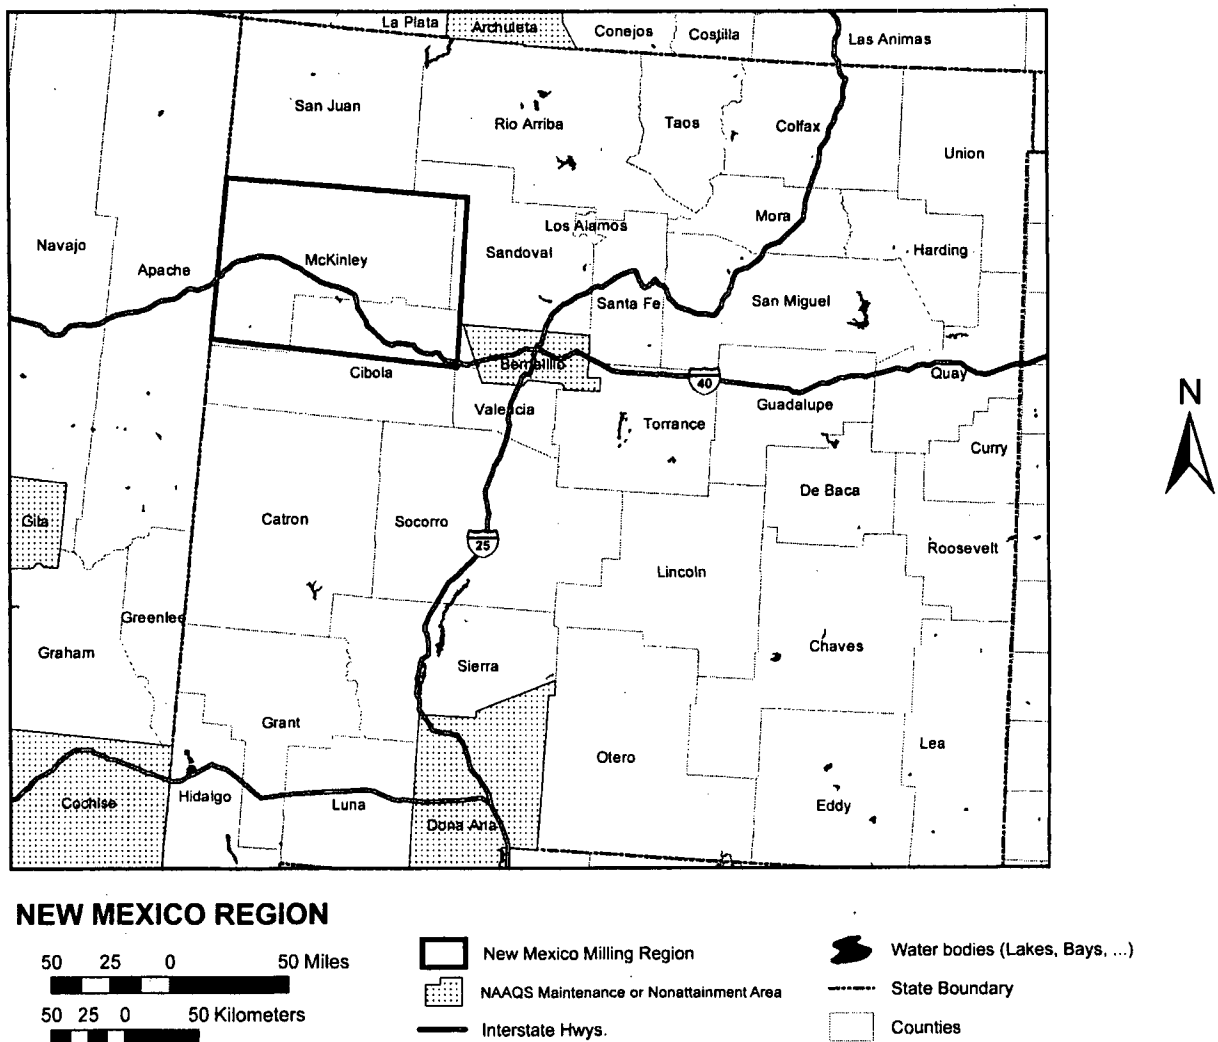 La Plata
Archuleta
Conejos
Costilla
Las Animas
San Juan
Rio Arriba
Taos
Colfax
Union
Navajo
Apache
McKinley
Sandoval
Los Alamos
Mora
Harding
Santa Fe
San Miguel
Cibola
Bernalillo
40
Quay
Valencia
Torrance
Guadalupe
Curry
N
Gila
Catron
Socorro
25
De Baca
Roosevelt
Lincoln
Greenlee
Graham
Sierra
Chaves
Grant
Otero
Lea
Cochise
Hidalgo
Luna
Dona Ana
Eddy
NEW MEXICO REGION
50 25 0 50 Miles
50 25 0 50 Kilometers
New Mexico Milling Region
NAAQS Maintenance or Nonattainment Area
Interstate Hwys.
Water bodies (Lakes, Bays, ...)
State Boundary
Counties